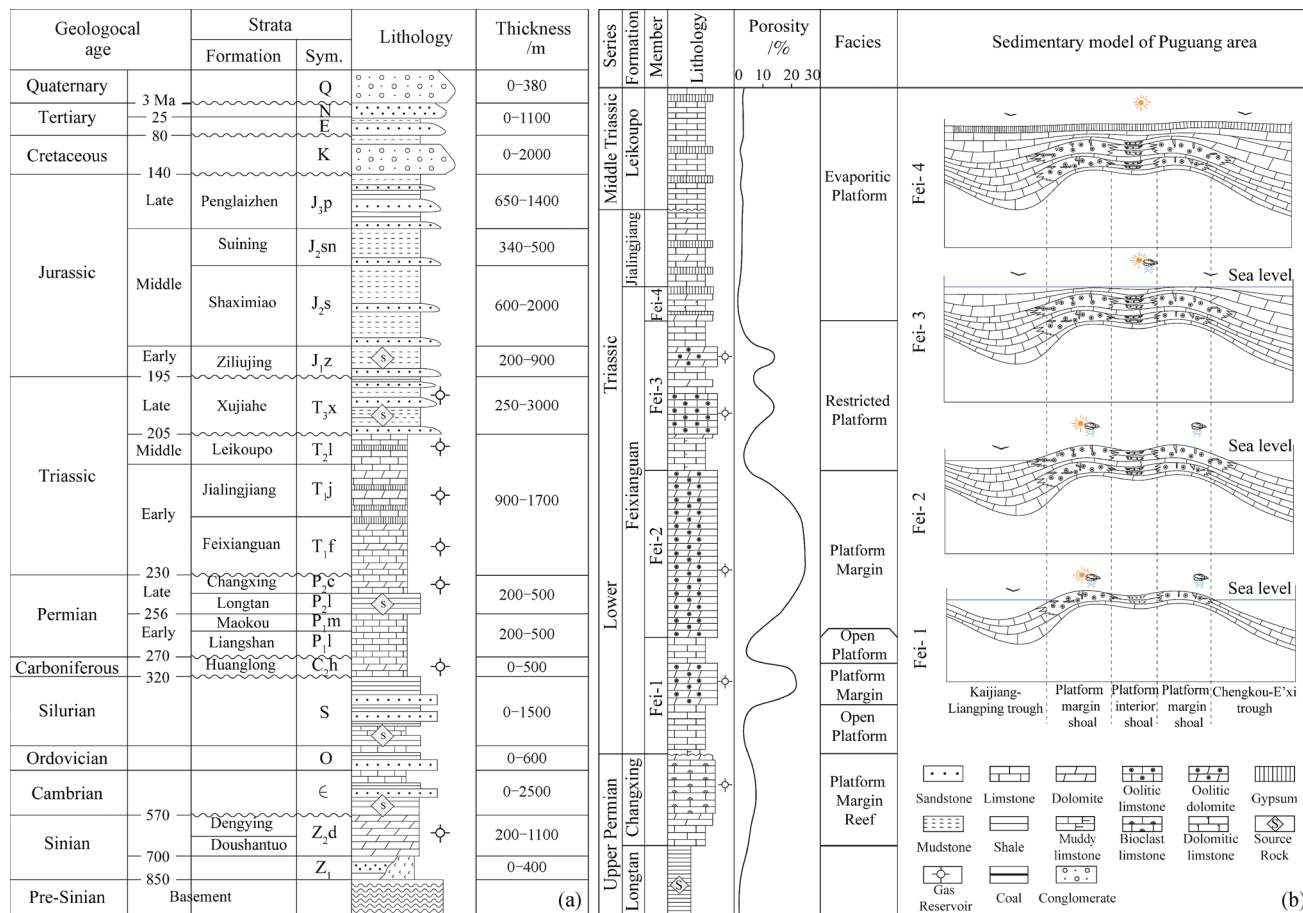 Geologocal
age
Strata
Formation
Sym.
Lithology
Thickness
/m
Quaternary
Q
0-380
3 Ma
Tertiary
N
0-1100
25
E
80
Cretaceous
K
0-2000
140
Jurassic
Late
Penglaizhen
J₃p
650-1400
Middle
Suining
J₂sn
340-500
Shaximiao
J₂s
600-2000
Early
Ziliujing
J₁z
S
200-900
195
Triassic
Late
Xujiahe
T₃x
S
250-3000
205
Middle
Leikoupo
T₂l
900-1700
Early
Jialingjiang
T₁j
Feixianguan
T₁f
230
Permian
Late
Changxing
P₂c
200-500
Longtan
P₂l
S
256
Early
Maokou
P₁m
200-500
Liangshan
P₁l
270
Carboniferous
Huanglong
C₂h
0-500
320
Silurian
S
S
0-1500
Ordovician
O
0-600
Cambrian
∈
S
0-2500
570
Sinian
Dengying
Z₂d
200-1100
Doushantuo
700
Z₁
0-400
850
Pre-Sinian
Basement
(a)
Series
Formation
Member
Lithology
Porosity
/%
0 10 20 30
Facies
Sedimentary model of Puguang area
Middle Triassic
Leikoupo
Triassic
Lower
Jialingjiang
Feixianguan
Fei-4
Fei-3
Fei-2
Fei-1
Upper Permian
Changxing
Longtan
S
Evaporitic
Platform
Restricted
Platform
Platform
Margin
Open
Platform
Platform
Margin
Open
Platform
Platform
Margin
Reef
Fei- 4
Sea level
Fei- 3
Sea level
Fei- 2
Sea level
Fei- 1
Kaijiang-
Liangping trough
Platform
margin
shoal
Platform
interior
shoal
Platform
margin
shoal
Chengkou-E'xi
trough
Sandstone
Limstone
Dolomite
Oolitic
limestone
Oolitic
dolomite
Gypsum
Mudstone
Shale
Muddy
limestone
Bioclast
limestone
Dolomitic
limestone
S
Source
Rock
Gas
Reservoir
Coal
Conglomerate
(b)